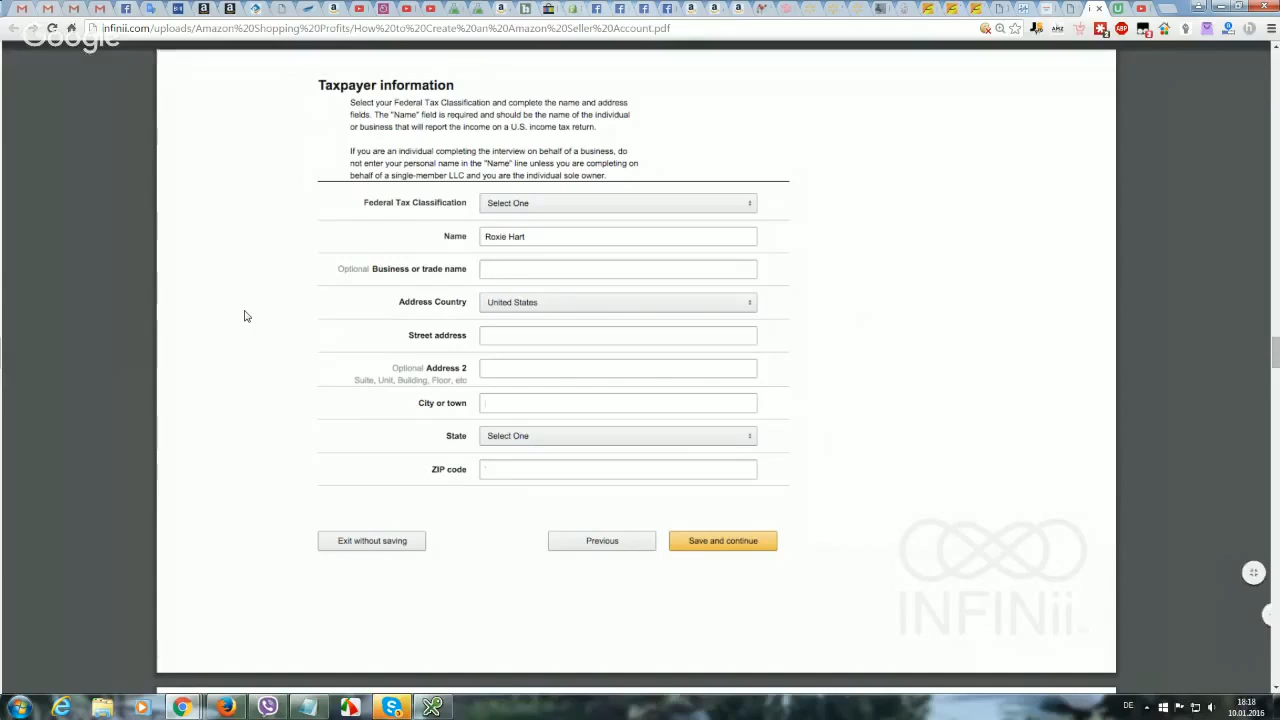 infinii.com/uploads/Amazon%20Shopping%20Profits/How%20to%20Create%20an%20Amazon%20Seller%20Account.pdf
Google
Taxpayer information
Select your Federal Tax Classification and complete the name and address
fields. The "Name" field is required and should be the name of the individual
or business that will report the income on a U.S. income tax return.
If you are an individual completing the interview on behalf of a business, do
not enter your personal name in the "Name" line unless you are completing on
behalf of a single-member LLC and you are the individual sole owner.
Federal Tax Classification Select One
Name Roxie Hart
Optional Business or trade name
Address Country United States
Street address
Optional Address 2
Suite, Unit, Building, Floor, etc
City or town
State Select One
ZIP code
Exit without saving Previous Save and continue
INFINii
DE 18:18
10.01.2016